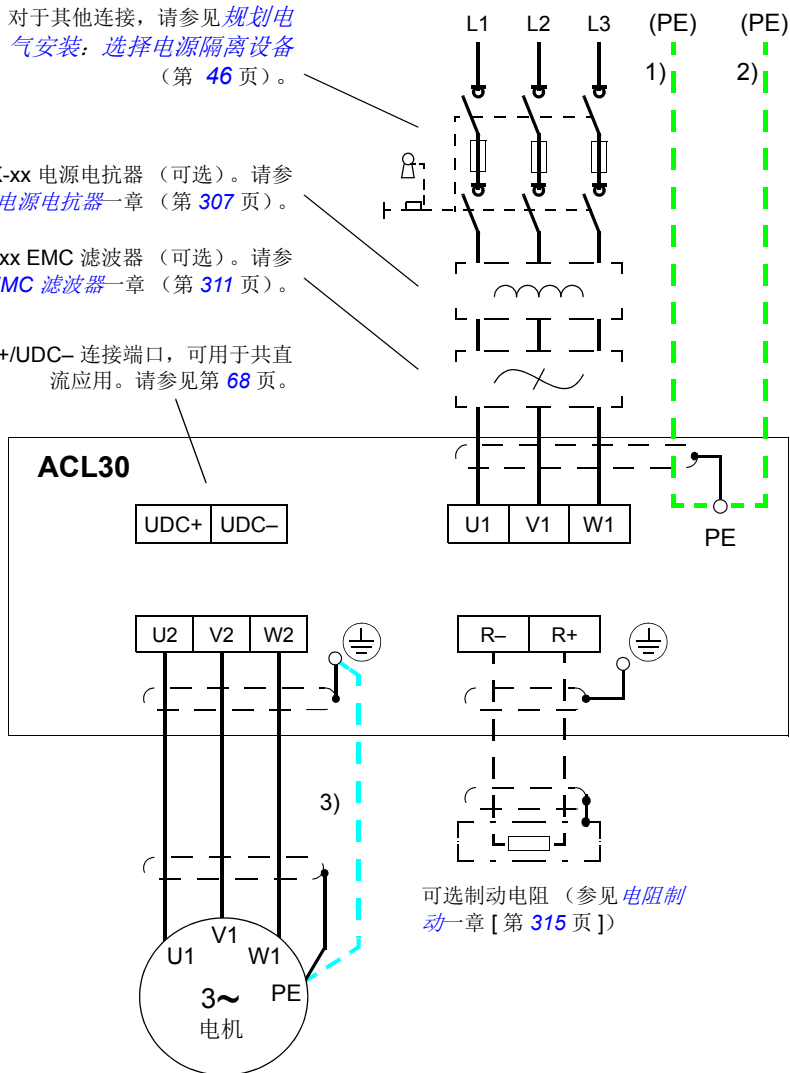 对于其他连接，请参见规划电
气安装：选择电源隔离设备
（第 46 页）。
L1 L2 L3 (PE) (PE)
1) 2)
-xx 电源电抗器 （可选）。请参
电源电抗器一章 （第 307 页）。
xx EMC 滤波器 （可选）。请参
EMC 滤波器一章 （第 311 页）。
+/UDC– 连接端口，可用于共直
流应用。请参见第 68 页。
ACL30
UDC+ UDC–
U1 V1 W1
PE
U2 V2 W2
R– R+
3)
可选制动电阻 （参见电阻制
动一章 [ 第 315 页 ]）
U1 V1 W1
PE
3~
电机